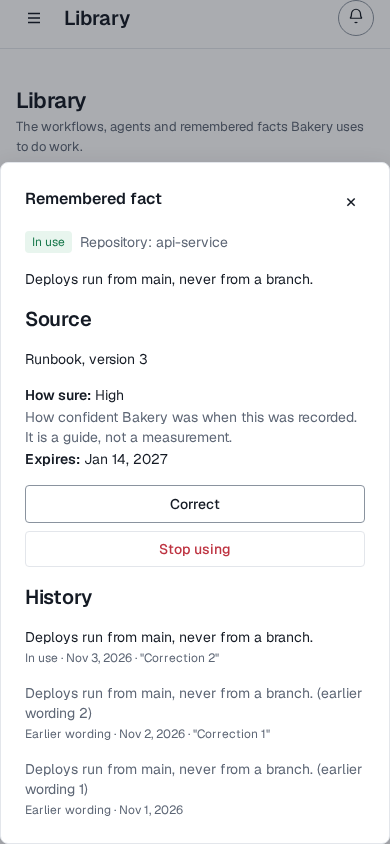 Library
Library
The workflows, agents and remembered facts Bakery uses
to do work.
Remembered fact
In use Repository: api-service
Deploys run from main, never from a branch.
Source
Runbook, version 3
How sure: High
How confident Bakery was when this was recorded.
It is a guide, not a measurement.
Expires: Jan 14, 2027
Correct
Stop using
History
Deploys run from main, never from a branch.
In use · Nov 3, 2026 · "Correction 2"
Deploys run from main, never from a branch. (earlier
wording 2)
Earlier wording · Nov 2, 2026 · "Correction 1"
Deploys run from main, never from a branch. (earlier
wording 1)
Earlier wording · Nov 1, 2026